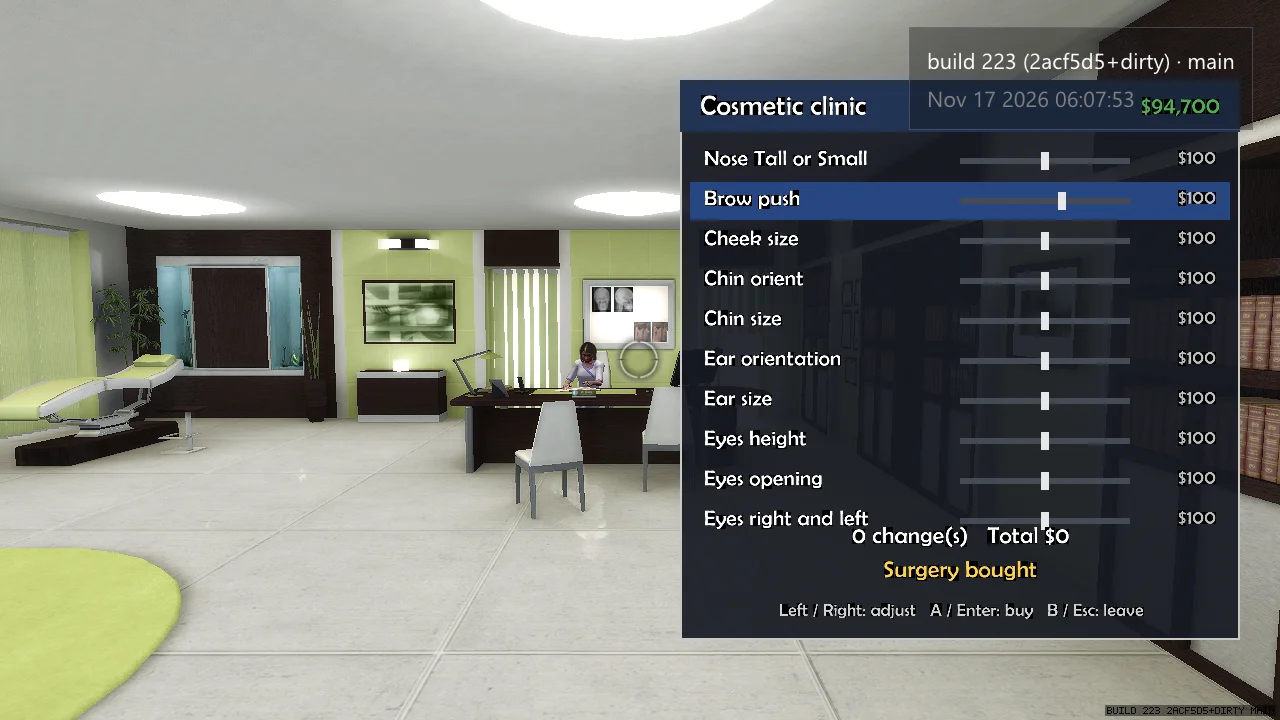 build 223 (2acf5d5+dirty) · main
Nov 17 2026 06:07:53
Cosmetic clinic $94,700
Nose Tall or Small $100
Brow push $100
Cheek size $100
Chin orient $100
Chin size $100
Ear orientation $100
Ear size $100
Eyes height $100
Eyes opening $100
Eyes right and left $100
0 change(s) Total $0
Surgery bought
Left / Right: adjust A / Enter: buy B / Esc: leave
BUILD 223 2ACF5D5+DIRTY